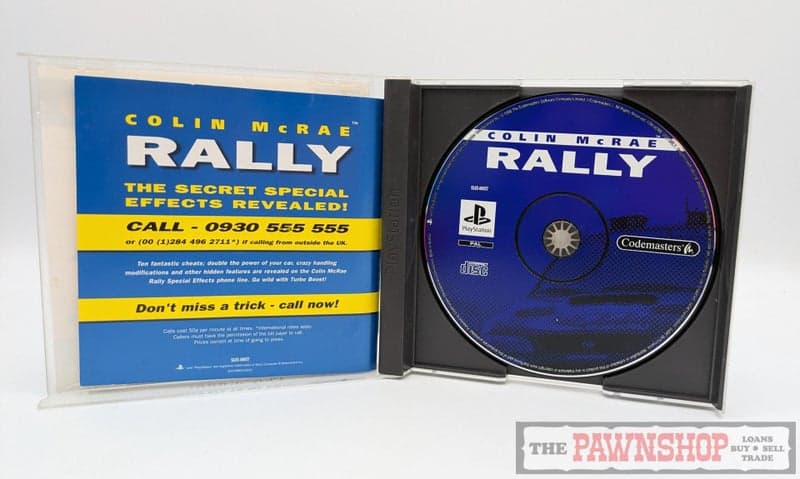 COLIN McRAE™
RALLY
THE SECRET SPECIAL
EFFECTS REVEALED!
CALL - 0930 555 555
or (00 (1)284 496 2711*) if calling from outside the UK.
Ten fantastic cheats; double the power of your car, crazy handling
modifications and other hidden features are revealed on the Colin McRae
Rally Special Effects phone line. Go wild with Turbo Boost!
Don't miss a trick - call now!
Calls cost 50p per minute at all times. *International rates apply.
Callers must have the permission of the bill payer to call.
Prices correct at time of going to press.
PlayStation
COLIN McRAE
RALLY
PlayStation
PAL
Codemasters
THE PAWNSHOP
LOANS
BUY • SELL
TRADE